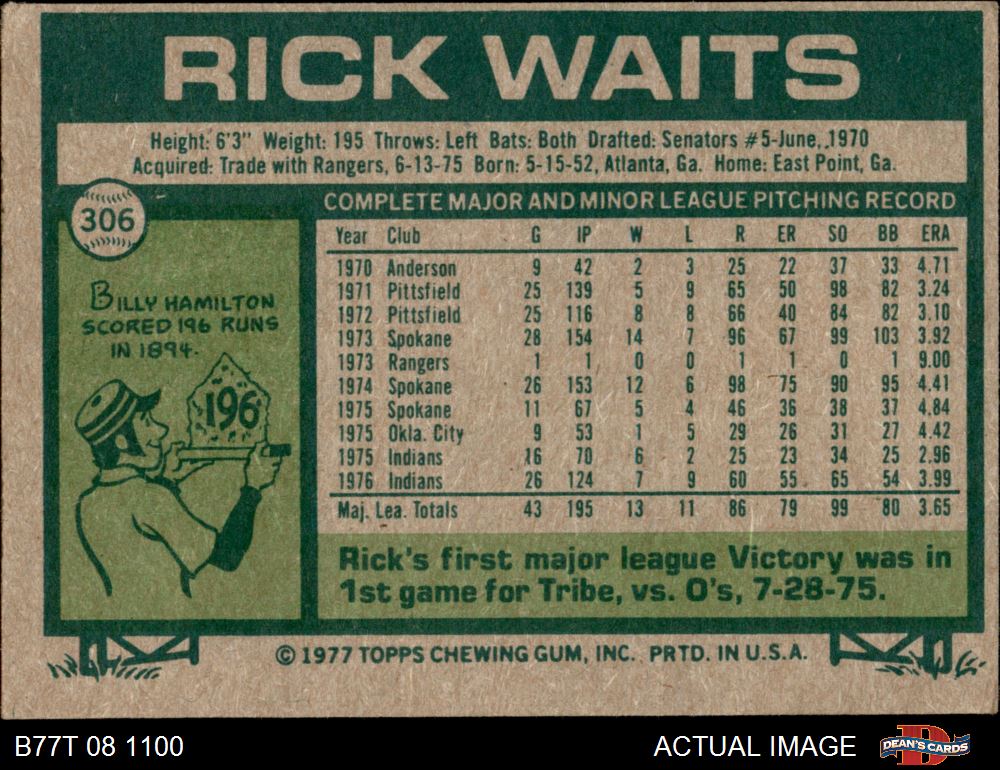 RICK WAITS
Height: 6'3" Weight: 195 Throws: Left Bats: Both Drafted: Senators #5-June, 1970
Acquired: Trade with Rangers, 6-13-75 Born: 5-15-52, Atlanta, Ga. Home: East Point, Ga.
306
BILLY HAMILTON
SCORED 196 RUNS
IN 1894.
196
COMPLETE MAJOR AND MINOR LEAGUE PITCHING RECORD
Year Club G IP W L R ER SO BB ERA
1970 Anderson 9 42 2 3 25 22 37 33 4.71
1971 Pittsfield 25 139 5 9 65 50 98 82 3.24
1972 Pittsfield 25 116 8 8 66 40 84 82 3.10
1973 Spokane 28 154 14 7 96 67 99 103 3.92
1973 Rangers 1 1 0 0 1 1 0 1 9.00
1974 Spokane 26 153 12 6 98 75 90 95 4.41
1975 Spokane 11 67 5 4 46 36 38 37 4.84
1975 Okla. City 9 53 1 5 29 26 31 27 4.42
1975 Indians 16 70 6 2 25 23 34 25 2.96
1976 Indians 26 124 7 9 60 55 65 54 3.99
Maj. Lea. Totals 43 195 13 11 86 79 99 80 3.65
Rick's first major league Victory was in
1st game for Tribe, vs. O's, 7-28-75.
© 1977 TOPPS CHEWING GUM, INC. PRTD. IN U.S.A.
B77T 08 1100
ACTUAL IMAGE
D
DEAN'S CARDS